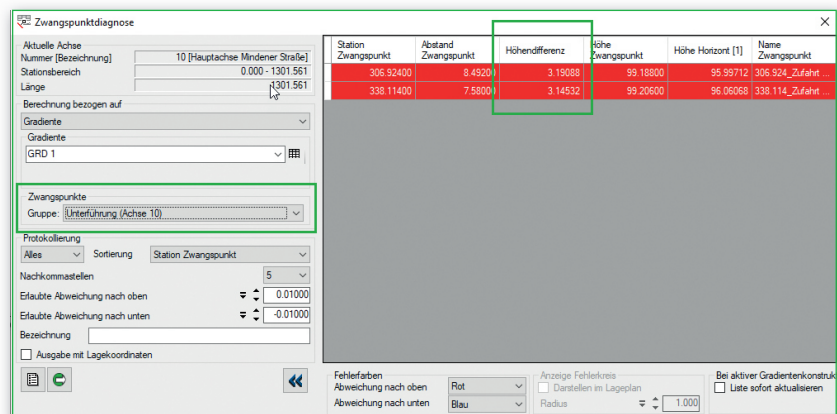 Zwangspunktdiagnose
Aktuelle Achse
Nummer [Bezeichnung] 10 [Hauptachse Mindener Straße]
Stationsbereich 0.000 - 1301.561
Länge 1301.561
Berechnung bezogen auf
Gradiente
Gradiente
GRD 1
Zwangspunkte
Gruppe: Unterführung (Achse 10)
Protokollierung
Alles Sortierung Station Zwangspunkt
Nachkommastellen 5
Erlaubte Abweichung nach oben 0.01000
Erlaubte Abweichung nach unten -0.01000
Bezeichnung
Ausgabe mit Lagekoordinaten
Station Zwangspunkt Abstand Zwangspunkt Höhendifferenz Höhe Zwangspunkt Höhe Horizont [1] Name Zwangspunkt
306.92400 8.49200 3.19088 99.18800 95.99712 306.924_Zufahrt ...
338.11400 7.58000 3.14532 99.20600 96.06068 338.114_Zufahrt ...
Fehlerfarben
Abweichung nach oben Rot
Abweichung nach unten Blau
Anzeige Fehlerkreis
Darstellen im Lageplan
Radius 1.000
Bei aktiver Gradientenkonstruk
Liste sofort aktualisieren